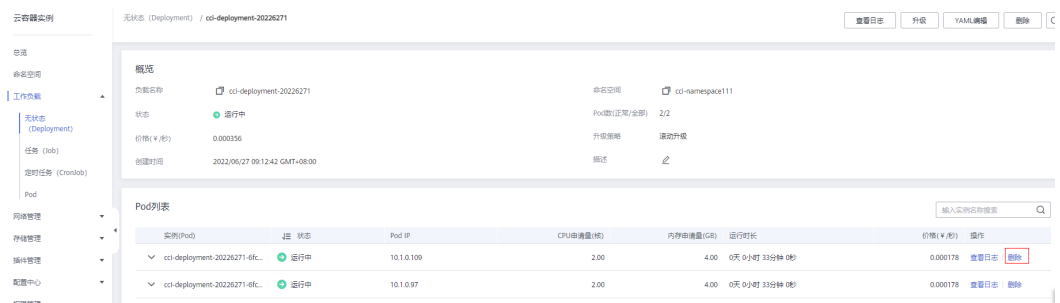 云容器实例
无状态 (Deployment) / cci-deployment-20226271
查看日志 升级 YAML编辑 删除
总览
命名空间
工作负载
无状态
(Deployment)
任务 (Job)
定时任务 (CronJob)
Pod
网络管理
存储管理
插件管理
配置中心
概览
负载名称 cci-deployment-20226271 命名空间 cci-namespace111
状态 运行中 Pod数(正常/全部) 2/2
价格(¥/秒) 0.000356 升级策略 滚动升级
创建时间 2022/06/27 09:12:42 GMT+08:00 描述
Pod列表
输入实例名称搜索
实例(Pod) 状态 Pod IP CPU申请量(核) 内存申请量(GB) 运行时长 价格(¥/秒) 操作
cci-deployment-20226271-6fc... 运行中 10.1.0.109 2.00 4.00 0天 0小时 33分钟 0秒 0.000178 查看日志 删除
cci-deployment-20226271-6fc... 运行中 10.1.0.97 2.00 4.00 0天 0小时 33分钟 0秒 0.000178 查看日志 删除